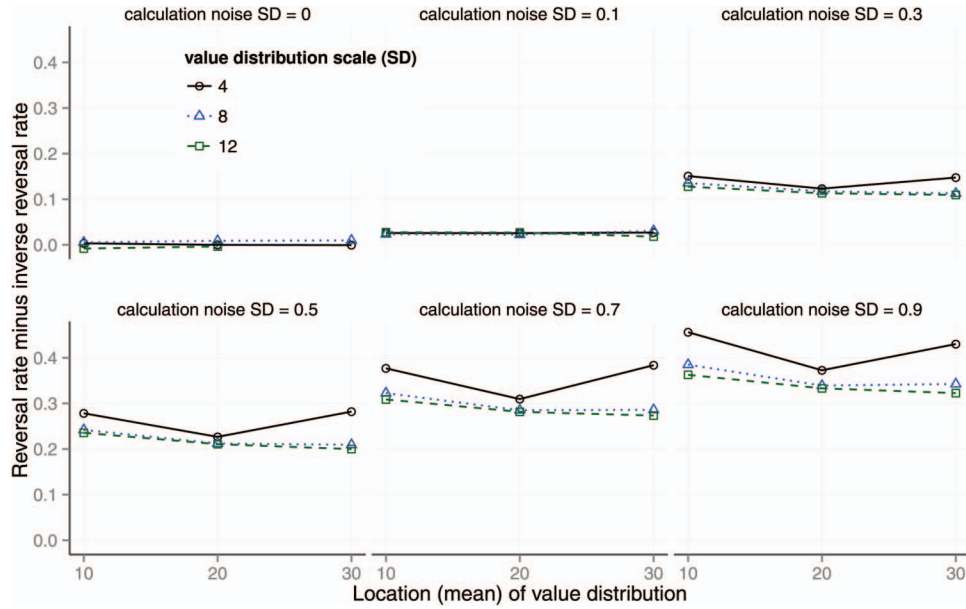 calculation noise SD = 0
calculation noise SD = 0.1
calculation noise SD = 0.3
value distribution scale (SD)
4
8
12
0.4
0.3
0.2
0.1
0.0
Reversal rate minus inverse reversal rate
calculation noise SD = 0.5
calculation noise SD = 0.7
calculation noise SD = 0.9
0.4
0.3
0.2
0.1
0.0
10 20 30
10 20 30
10 20 30
Location (mean) of value distribution